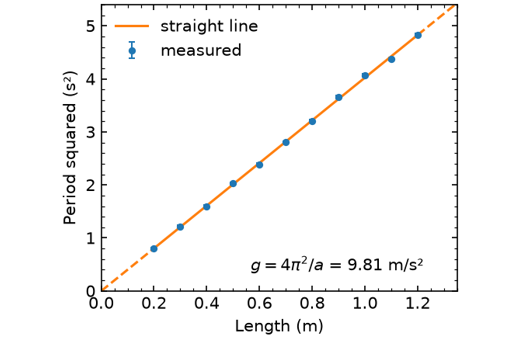 straight line
measured
Period squared (s²)
5
4
3
2
1
0
g = 4π²/a = 9.81 m/s²
0.0 0.2 0.4 0.6 0.8 1.0 1.2
Length (m)